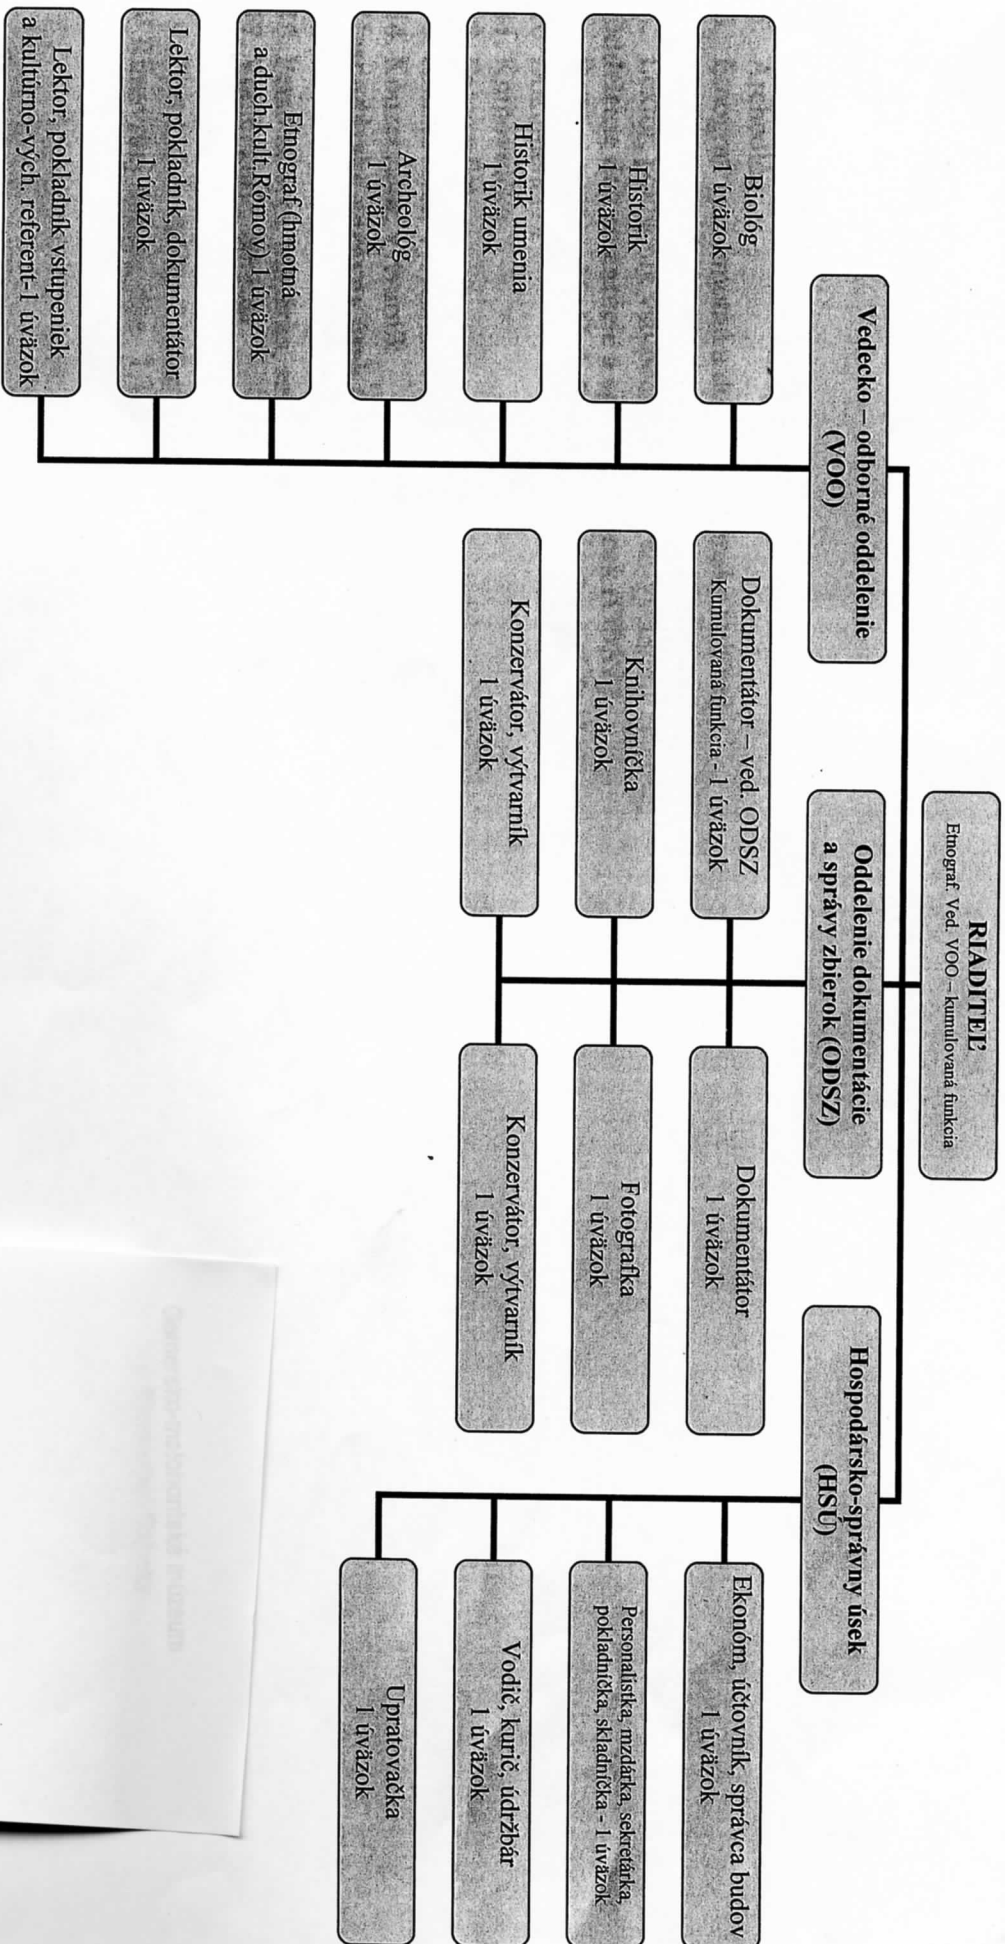 RIADITEĽ
Etnograf. Ved. VOO – kumulovaná funkcia
Vedecko – odborné oddelenie
(VOO)
Biológ
1 úväzok
Historik
1 úväzok
Historik umenia
1 úväzok
Archeológ
1 úväzok
Etnograf (hmotná
a duch.kult.Rómov) 1 úväzok
Lektor, pokladník, dokumentátor
1 úväzok
Lektor, pokladník vstupeniek
a kultúrno-vých. referent-1 úväzok
Oddelenie dokumentácie
a správy zbierok (ODSZ)
Dokumentátor – ved. ODSZ
Kumulovaná funkcia - 1 úväzok
Dokumentátor
1 úväzok
Knihovníčka
1 úväzok
Fotografka
1 úväzok
Konzervátor, výtvarník
1 úväzok
Konzervátor, výtvarník
1 úväzok
Hospodársko-správny úsek
(HSÚ)
Ekonóm, účtovník, správca budov
1 úväzok
Personalistka, mzdárka, sekretárka,
pokladníčka, skladníčka - 1 úväzok
Vodič, kurič, údržbár
1 úväzok
Upratovačka
1 úväzok